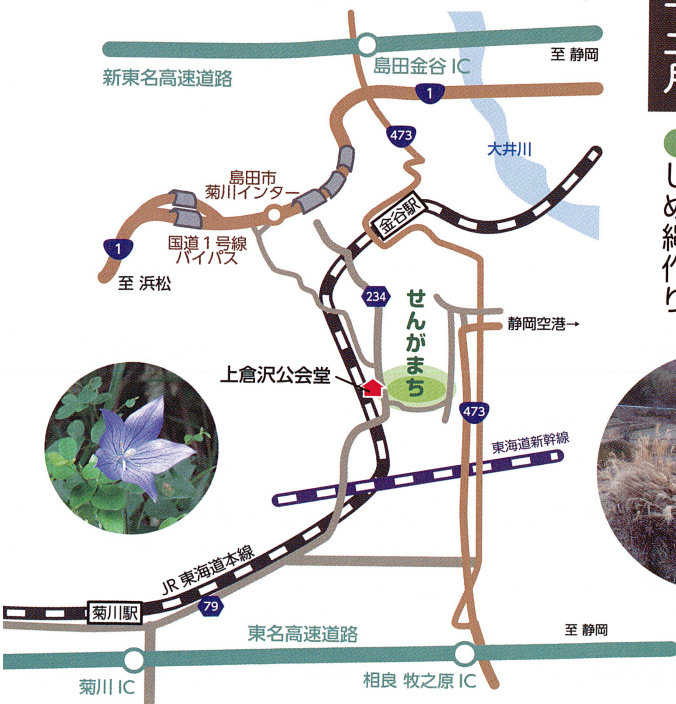 至 静岡
島田金谷 IC
新東名高速道路
1
473
大井川
島田市
菊川インター
金谷駅
国道1号線
バイパス
1
至 浜松
234
せんがまち
静岡空港→
上倉沢公会堂
473
東海道新幹線
JR 東海道本線
79
菊川駅
東名高速道路
至 静岡
菊川 IC
相良 牧之原 IC
しめ縄作り